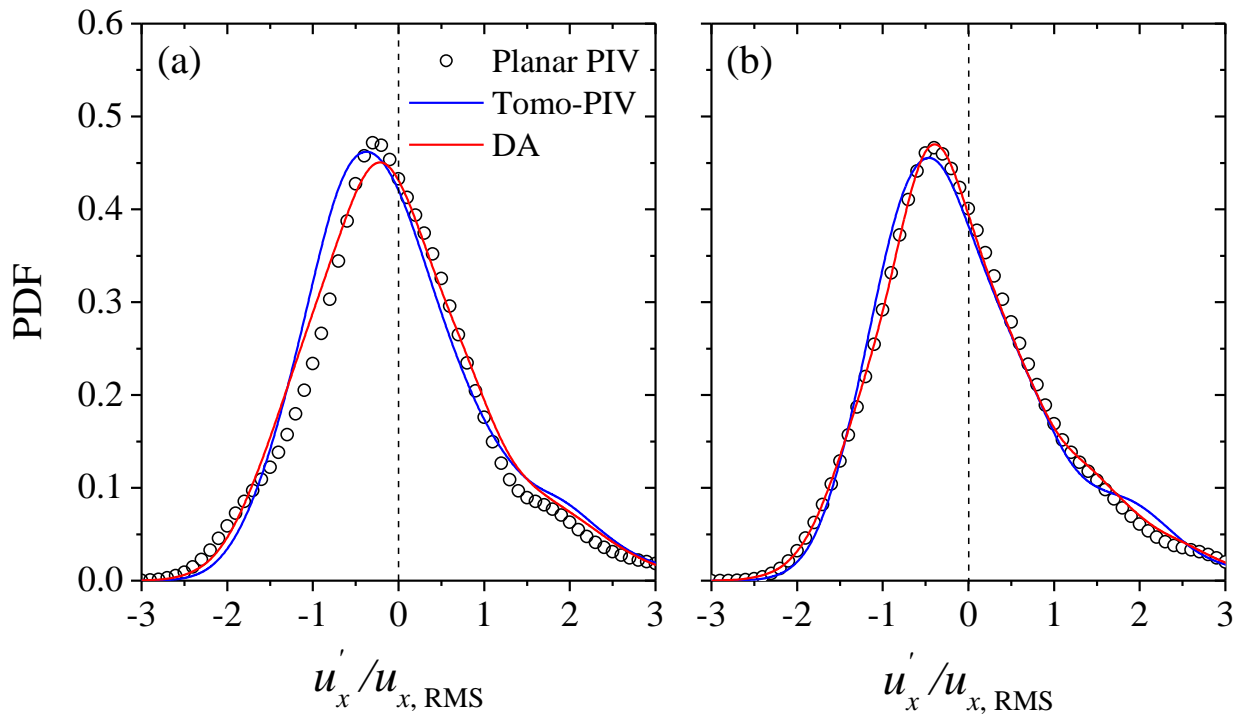 0.6
0.5
0.4
0.3
0.2
0.1
0.0
PDF
(a)
Planar PIV
Tomo-PIV
DA
-3 -2 -1 0 1 2 3
u'x/ux, RMS
(b)
-3 -2 -1 0 1 2 3
u'x/ux, RMS